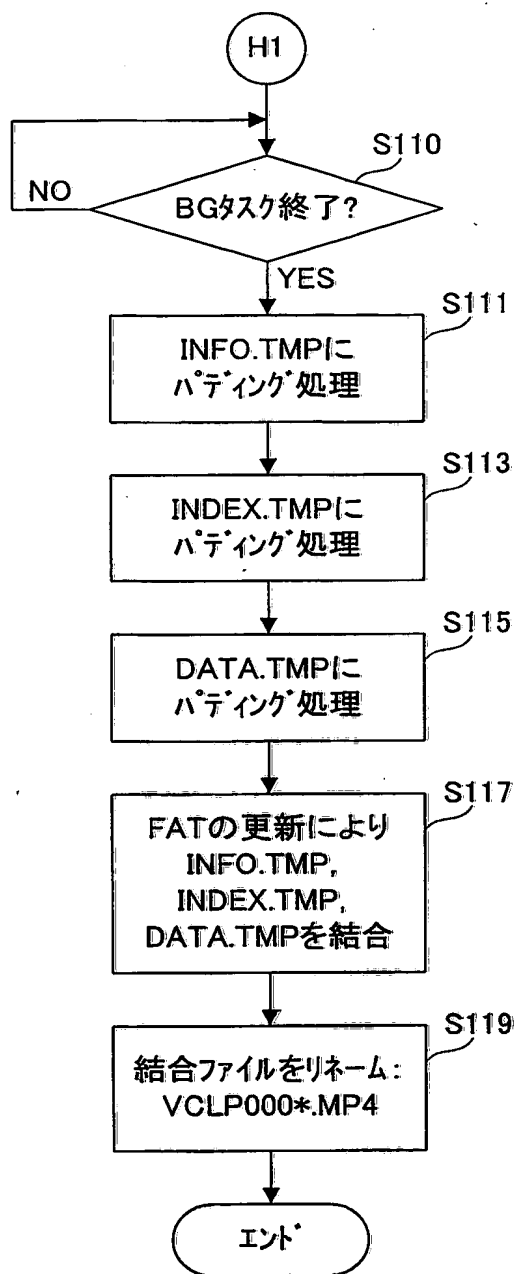 H1
S110
NO
BGﾀｽｸ終了?
YES
S111
INFO.TMPに
ﾊﾟﾃﾞｨﾝｸﾞ処理
S113
INDEX.TMPに
ﾊﾟﾃﾞｨﾝｸﾞ処理
S115
DATA.TMPに
ﾊﾟﾃﾞｨﾝｸﾞ処理
S117
FATの更新により
INFO.TMP,
INDEX.TMP,
DATA.TMPを結合
S119
結合ファイルをﾘﾈｰﾑ:
VCLP000*.MP4
ｴﾝﾄﾞ